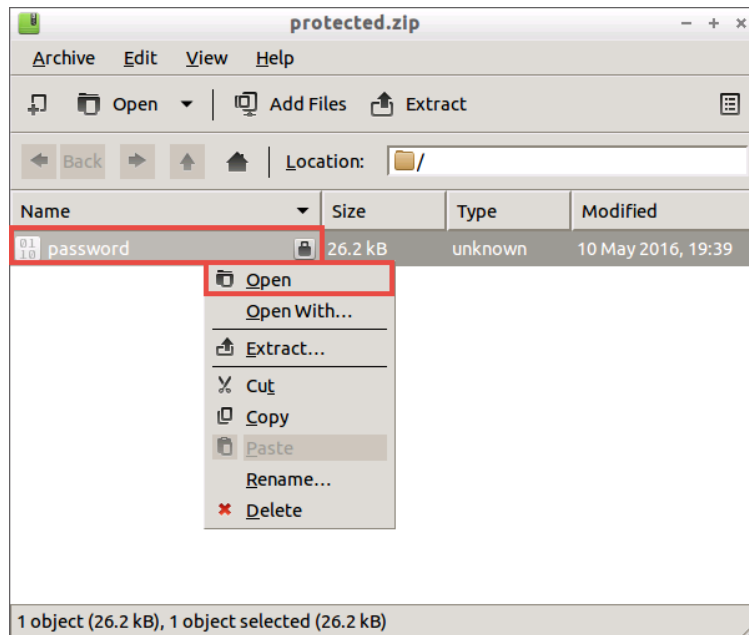 protected.zip
Archive Edit View Help
Open Add Files Extract
Back Location: /
Name Size Type Modified
password 26.2 kB unknown 10 May 2016, 19:39
Open
Open With...
Extract...
Cut
Copy
Paste
Rename...
Delete
1 object (26.2 kB), 1 object selected (26.2 kB)